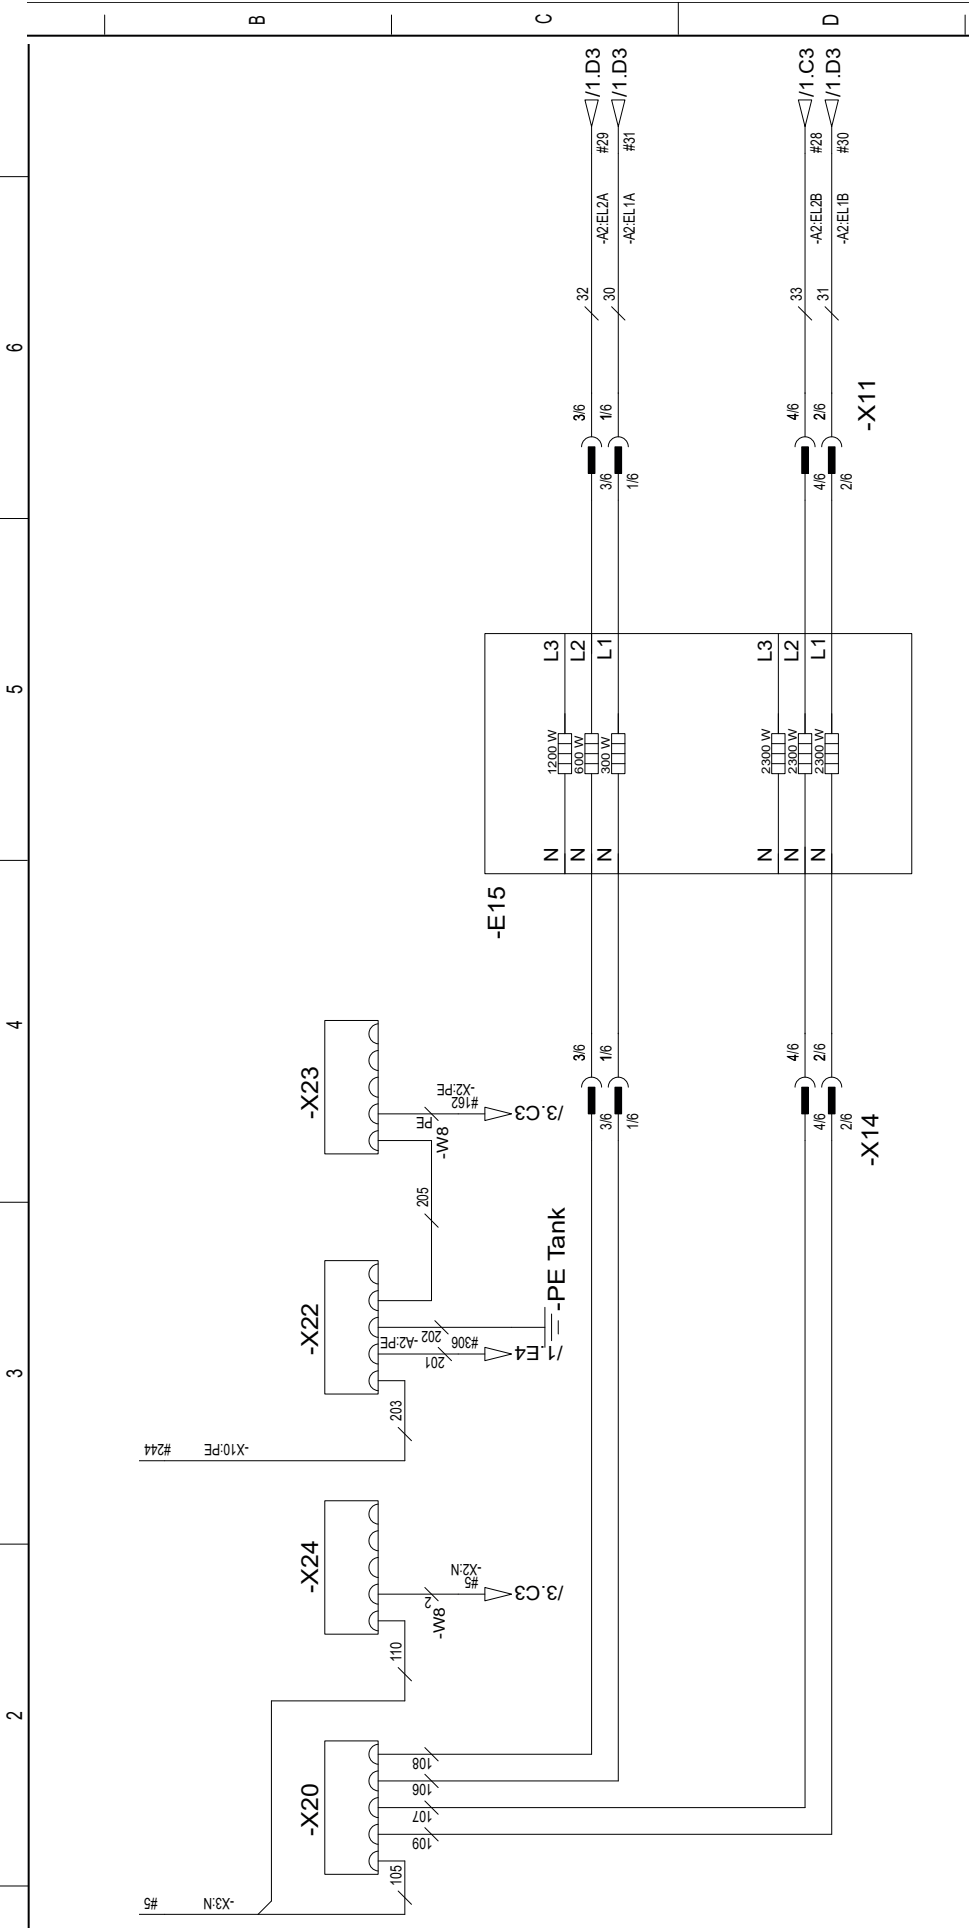 B
C
D
/1.D3
/1.D3
/1.C3
/1.D3
#29
#31
#28
#30
-A2:EL2A
-A2:EL1A
-A2:EL2B
-A2:EL1B
32
30
33
31
6
3/6
1/6
4/6
2/6
-X11
3/6
1/6
4/6
2/6
5
L3
L2
L1
L3
L2
L1
1200 W
600 W
300 W
2300 W
2300 W
2300 W
N
N
N
N
N
N
-E15
4
3/6
1/6
4/6
2/6
-X23
PE
-W8
#162
-X2:PE
/3.C3
3/6
1/6
4/6
2/6
-X14
205
3
-X22
203
201
-A2:PE
202
#306
/1.E4
-PE Tank
#244
-X10:PE
-X24
2
-W8
#5
-X2:N
/3.C3
110
2
-X20
108
106
107
109
105
#5
-X3:N